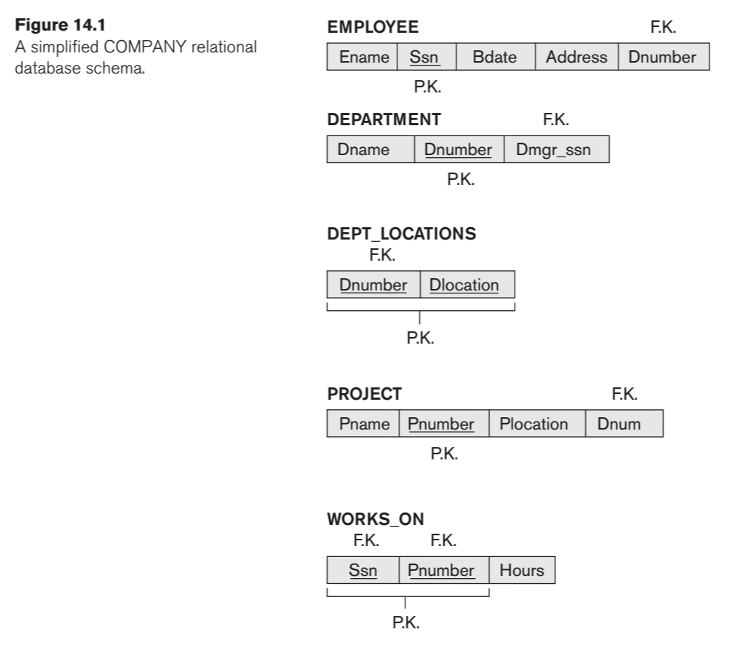 Figure 14.1
A simplified COMPANY relational
database schema.
EMPLOYEE F.K.
Ename Ssn Bdate Address Dnumber
P.K.
DEPARTMENT F.K.
Dname Dnumber Dmgr_ssn
P.K.
DEPT_LOCATIONS
F.K.
Dnumber Dlocation
P.K.
PROJECT F.K.
Pname Pnumber Plocation Dnum
P.K.
WORKS_ON
F.K. F.K.
Ssn Pnumber Hours
P.K.